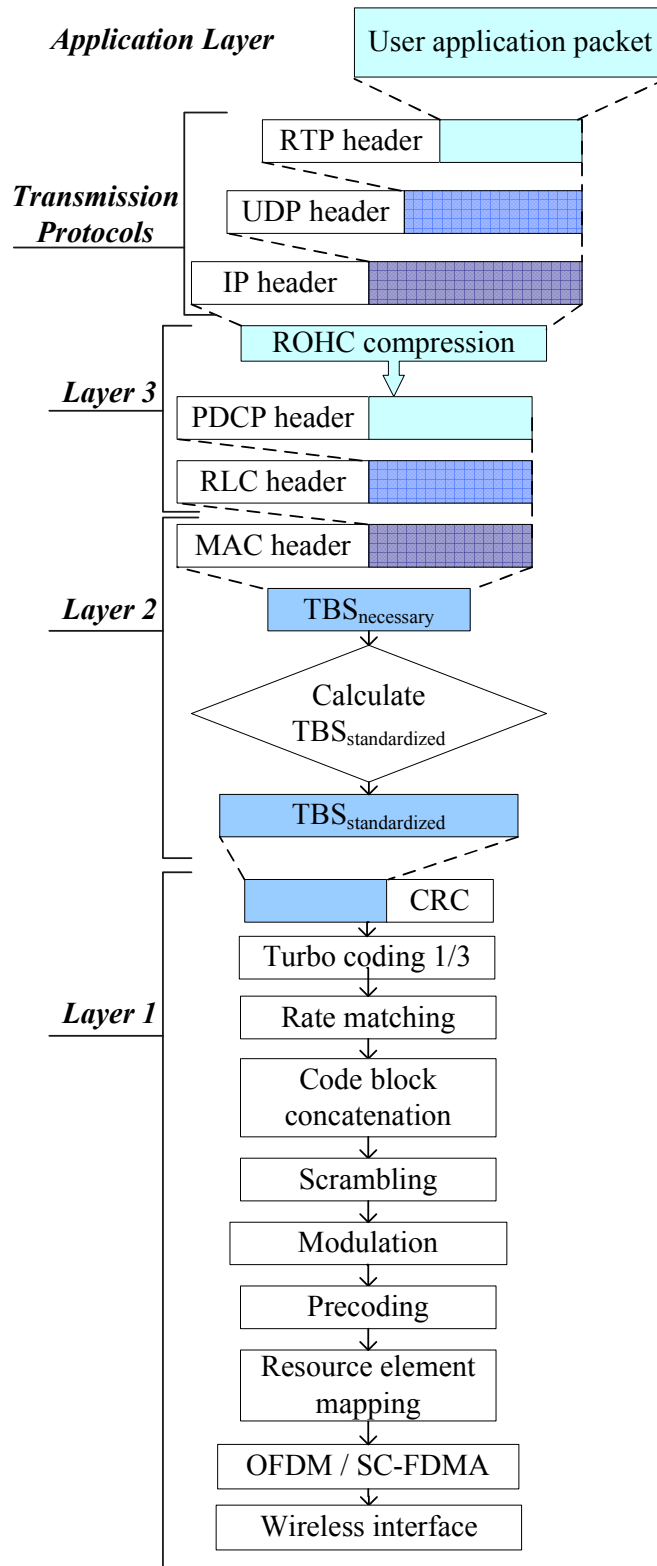 Application Layer
User application packet
RTP header
Transmission
Protocols
UDP header
IP header
ROHC compression
Layer 3
PDCP header
RLC header
MAC header
Layer 2
TBSnecessary
Calculate
TBSstandardized
TBSstandardized
CRC
Turbo coding 1/3
Layer 1
Rate matching
Code block
concatenation
Scrambling
Modulation
Precoding
Resource element
mapping
OFDM / SC-FDMA
Wireless interface